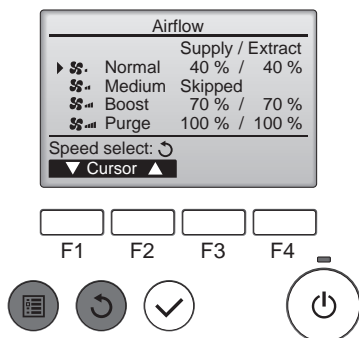 Airflow
Supply / Extract
Normal 40 % / 40 %
Medium Skipped
Boost 70 % / 70 %
Purge 100 % / 100 %
Speed select:
▼ Cursor ▲
F1 F2 F3 F4